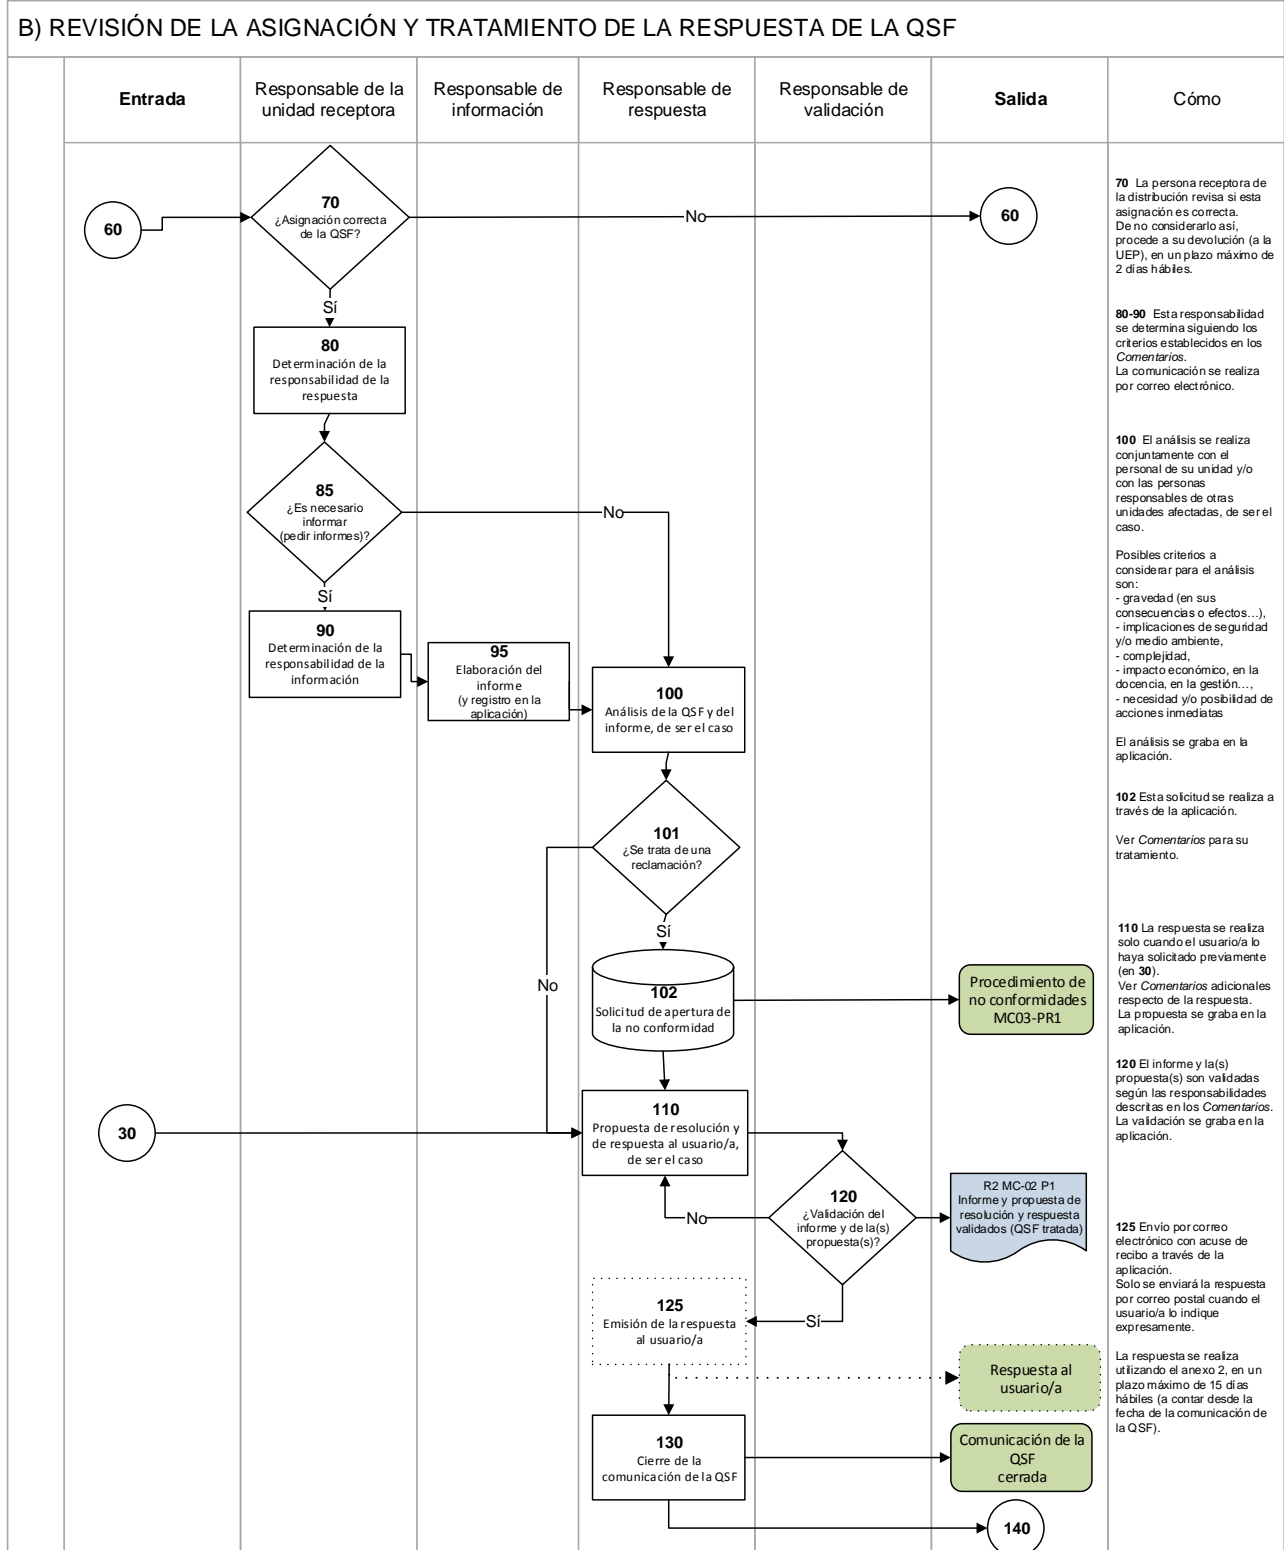 B) REVISIÓN DE LA ASIGNACIÓN Y TRATAMIENTO DE LA RESPUESTA DE LA QSF
Entrada
Responsable de la
unidad receptora
Responsable de
información
Responsable de
respuesta
Responsable de
validación
Salida
Cómo
60
70
¿Asignación correcta
de la QSF?
No
60
Sí
80
Determinación de la
responsabilidad de la
respuesta
85
¿Es necesario
informar
(pedir informes)?
No
Sí
90
Determinación de la
responsabilidad de la
información
95
Elaboración del
informe
(y registro en la
aplicación)
100
Análisis de la QSF y del
informe, de ser el caso
101
¿Se trata de una
reclamación?
Sí
No
102
Solicitud de apertura de
la no conformidad
Procedimiento de
no conformidades
MC03-PR1
30
110
Propuesta de resolución y
de respuesta al usuario/a,
de ser el caso
120
¿Validación del
informe y de la(s)
propuesta(s)?
No
Sí
R2 MC-02 P1
Informe y propuesta de
resolución y respuesta
validados (QSF tratada)
125
Emisión de la respuesta
al usuario/a
Respuesta al
usuario/a
130
Cierre de la
comunicación de la QSF
Comunicación de la
QSF
cerrada
140
70 La persona receptora de
la distribución revisa si esta
asignación es correcta.
De no considerarlo así,
procede a su devolución (a la
UEP), en un plazo máximo de
2 días hábiles.
80-90 Esta responsabilidad
se determina siguiendo los
criterios establecidos en los
Comentarios.
La comunicación se realiza
por correo electrónico.
100 El análisis se realiza
conjuntamente con el
personal de su unidad y/o
con las personas
responsables de otras
unidades afectadas, de ser el
caso.
Posibles criterios a
considerar para el análisis
son:
- gravedad (en sus
consecuencias o efectos...),
- implicaciones de seguridad
y/o medio ambiente,
- complejidad,
- impacto económico, en la
docencia, en la gestión...,
- necesidad y/o posibilidad de
acciones inmediatas
El análisis se graba en la
aplicación.
102 Esta solicitud se realiza a
través de la aplicación.
Ver Comentarios para su
tratamiento.
110 La respuesta se realiza
solo cuando el usuario/a lo
haya solicitado previamente
(en 30).
Ver Comentarios adicionales
respecto de la respuesta.
La propuesta se graba en la
aplicación.
120 El informe y la(s)
propuesta(s) son validadas
según las responsabilidades
descritas en los Comentarios.
La validación se graba en la
aplicación.
125 Envío por correo
electrónico con acuse de
recibo a través de la
aplicación.
Solo se enviará la respuesta
por correo postal cuando el
usuario/a lo indique
expresamente.
La respuesta se realiza
utilizando el anexo 2, en un
plazo máximo de 15 días
hábiles (a contar desde la
fecha de la comunicación de
la QSF).